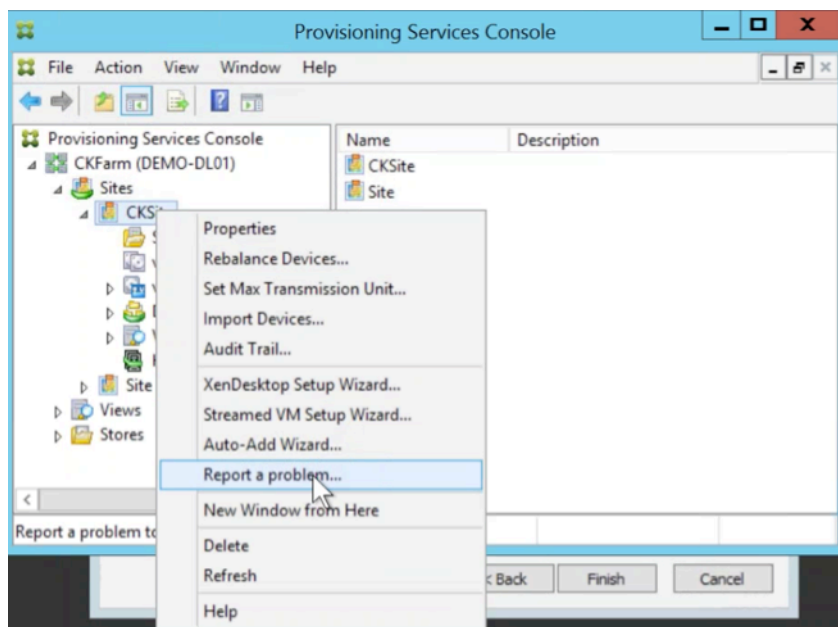 Provisioning Services Console
File Action View Window Help
Provisioning Services Console
CKFarm (DEMO-DL01)
Sites
CKSi
Site
Views
Stores
Name Description
CKSite
Site
Properties
Rebalance Devices...
Set Max Transmission Unit...
Import Devices...
Audit Trail...
XenDesktop Setup Wizard...
Streamed VM Setup Wizard...
Auto-Add Wizard...
Report a problem...
New Window from Here
Delete
Refresh
Help
Report a problem to
< Back Finish Cancel